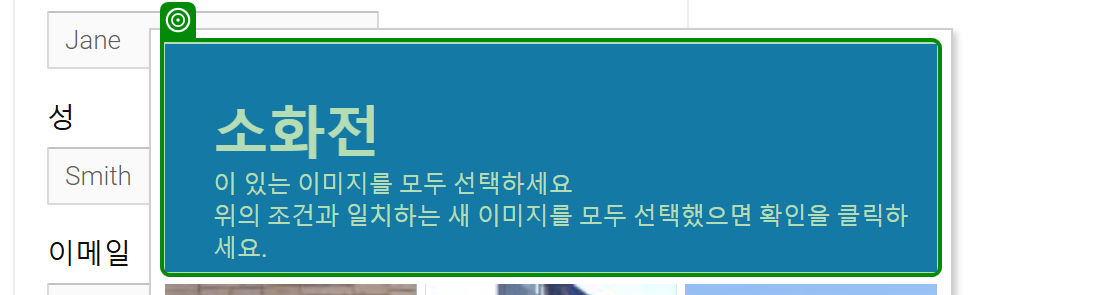 Jane
성
Smith
이메일
소화전
이 있는 이미지를 모두 선택하세요
위의 조건과 일치하는 새 이미지를 모두 선택했으면 확인을 클릭하
세요.